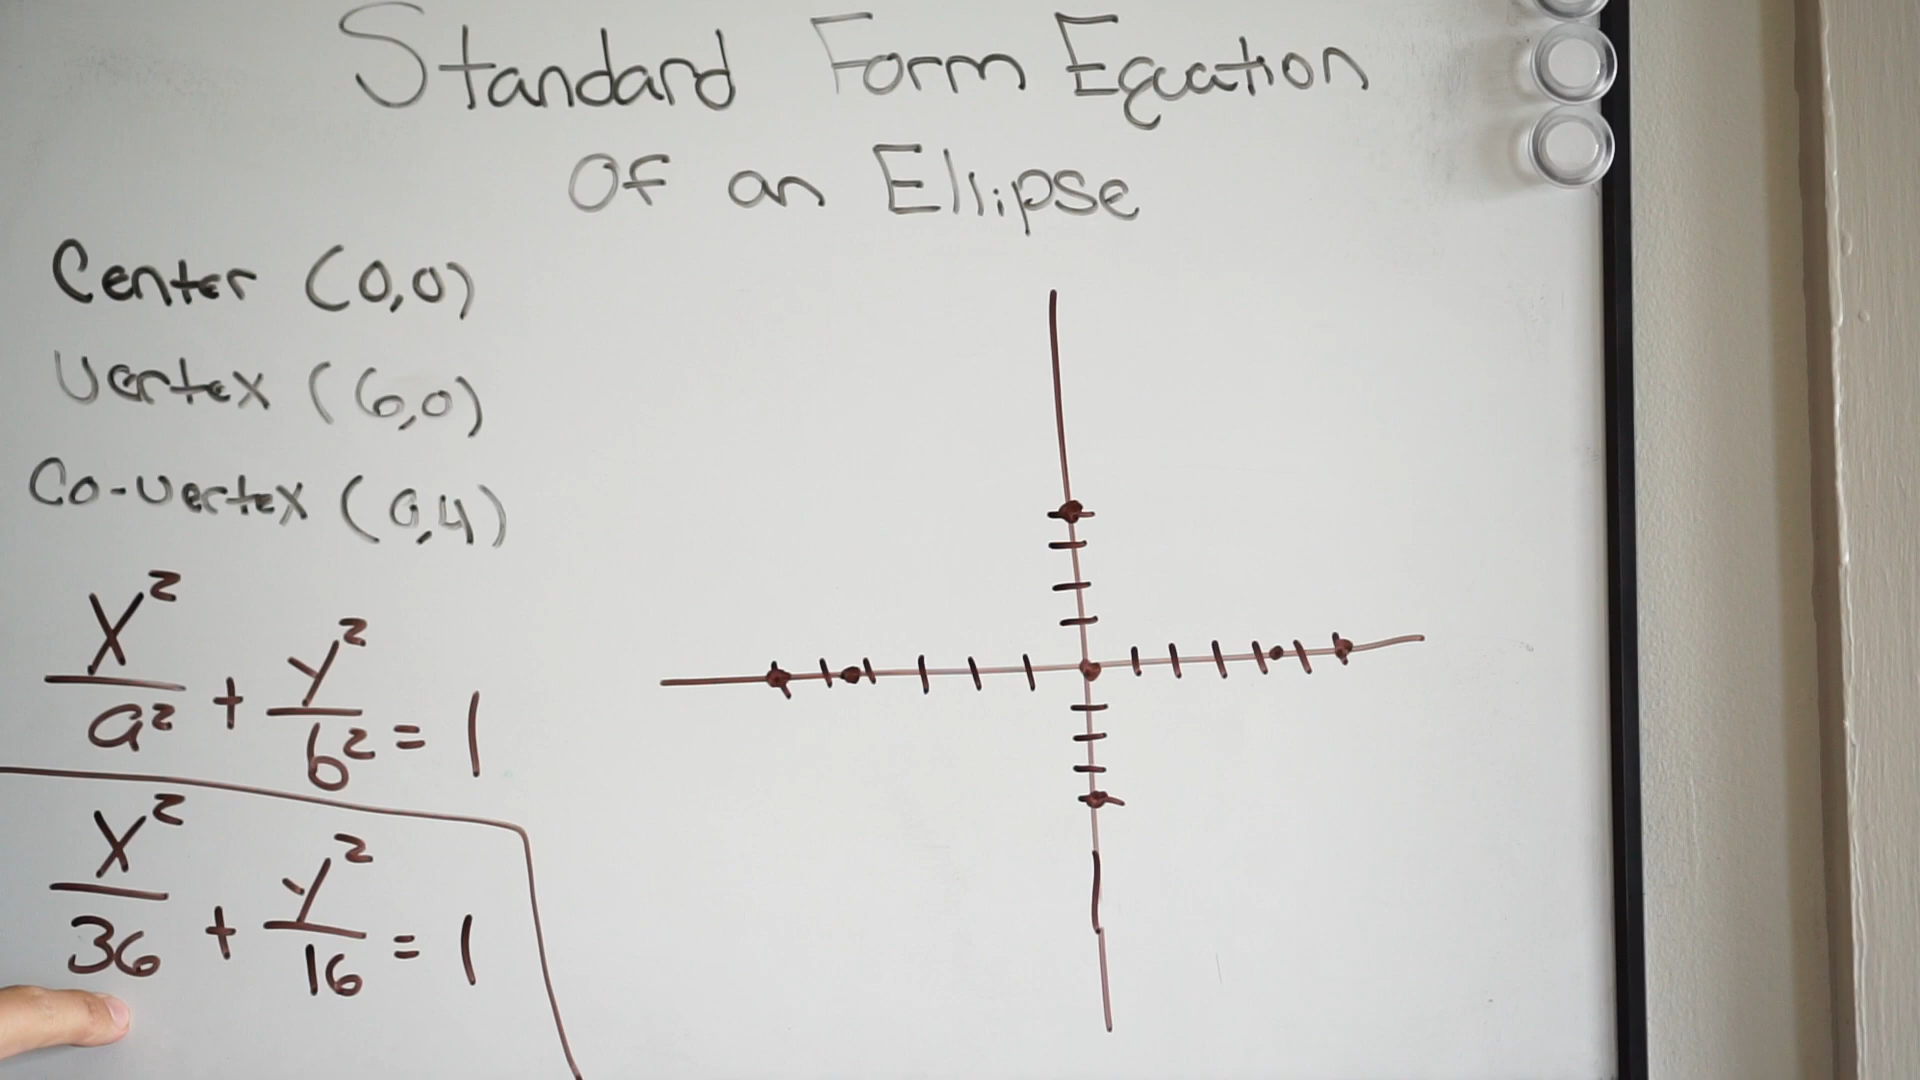 Standard Form Equation
Of an Ellipse
Center (0,0)
Vertex (6,0)
Co-vertex (0,4)
x²/a² + y²/b² = 1
x²/36 + y²/16 = 1